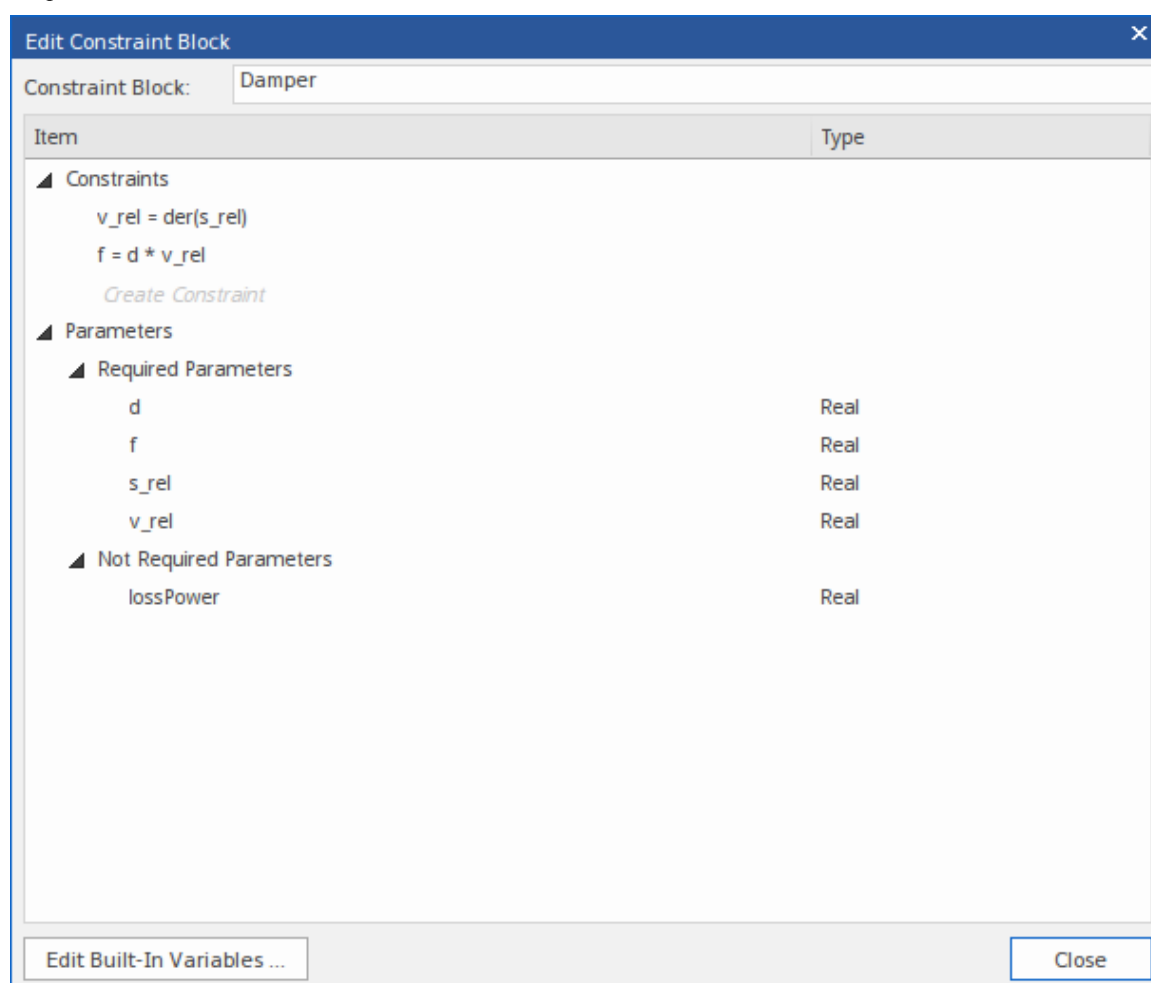 Edit Constraint Block
Constraint Block: Damper
Item Type
Constraints
v_rel = der(s_rel)
f = d * v_rel
Create Constraint
Parameters
Required Parameters
d Real
f Real
s_rel Real
v_rel Real
Not Required Parameters
lossPower Real
Edit Built-In Variables ... Close